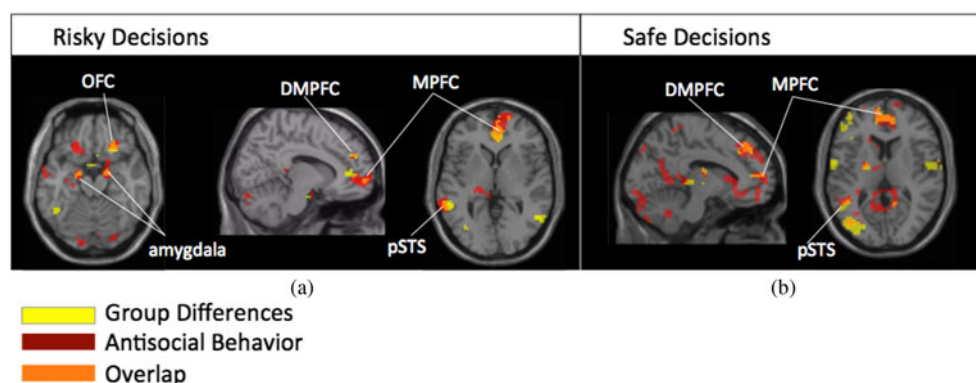 Risky Decisions
Safe Decisions
OFC
DMPFC
MPFC
amygdala
pSTS
DMPFC
MPFC
pSTS
(a)
(b)
Group Differences
Antisocial Behavior
Overlap